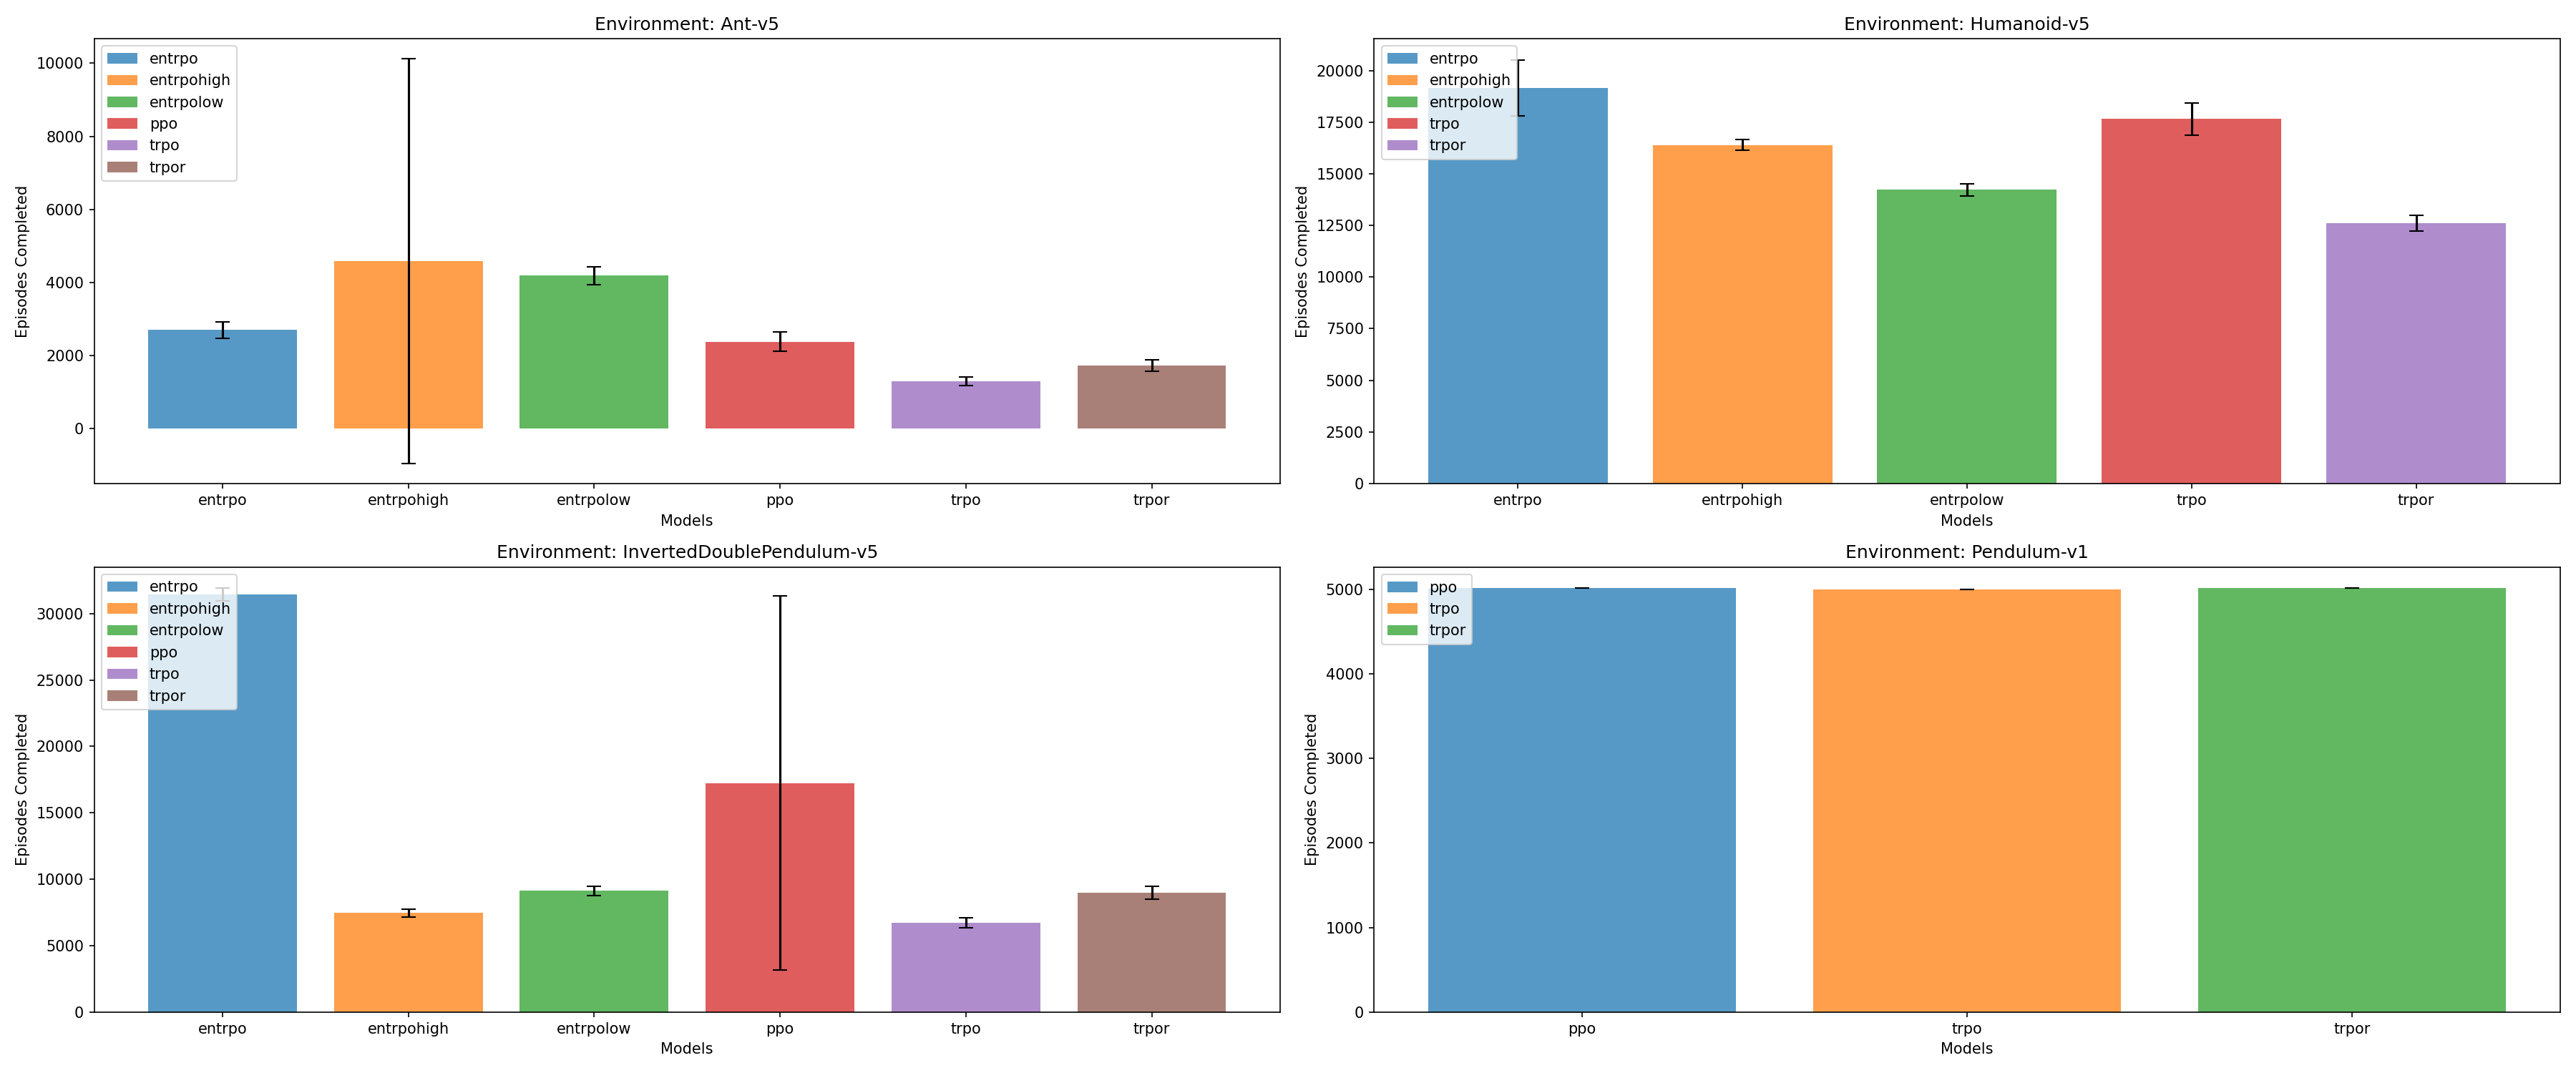 Environment: Ant-v5
Episodes Completed
10000
8000
6000
4000
2000
0
entrpo
entrpohigh
entrpolow
ppo
trpo
trpor
entrpo entrpohigh entrpolow ppo trpo trpor
Models
Environment: Humanoid-v5
Episodes Completed
20000
17500
15000
12500
10000
7500
5000
2500
0
entrpo
entrpohigh
entrpolow
trpo
trpor
entrpo entrpohigh entrpolow trpo trpor
Models
Environment: InvertedDoublePendulum-v5
Episodes Completed
30000
25000
20000
15000
10000
5000
0
entrpo
entrpohigh
entrpolow
ppo
trpo
trpor
entrpo entrpohigh entrpolow ppo trpo trpor
Models
Environment: Pendulum-v1
Episodes Completed
5000
4000
3000
2000
1000
0
ppo
trpo
trpor
ppo trpo trpor
Models